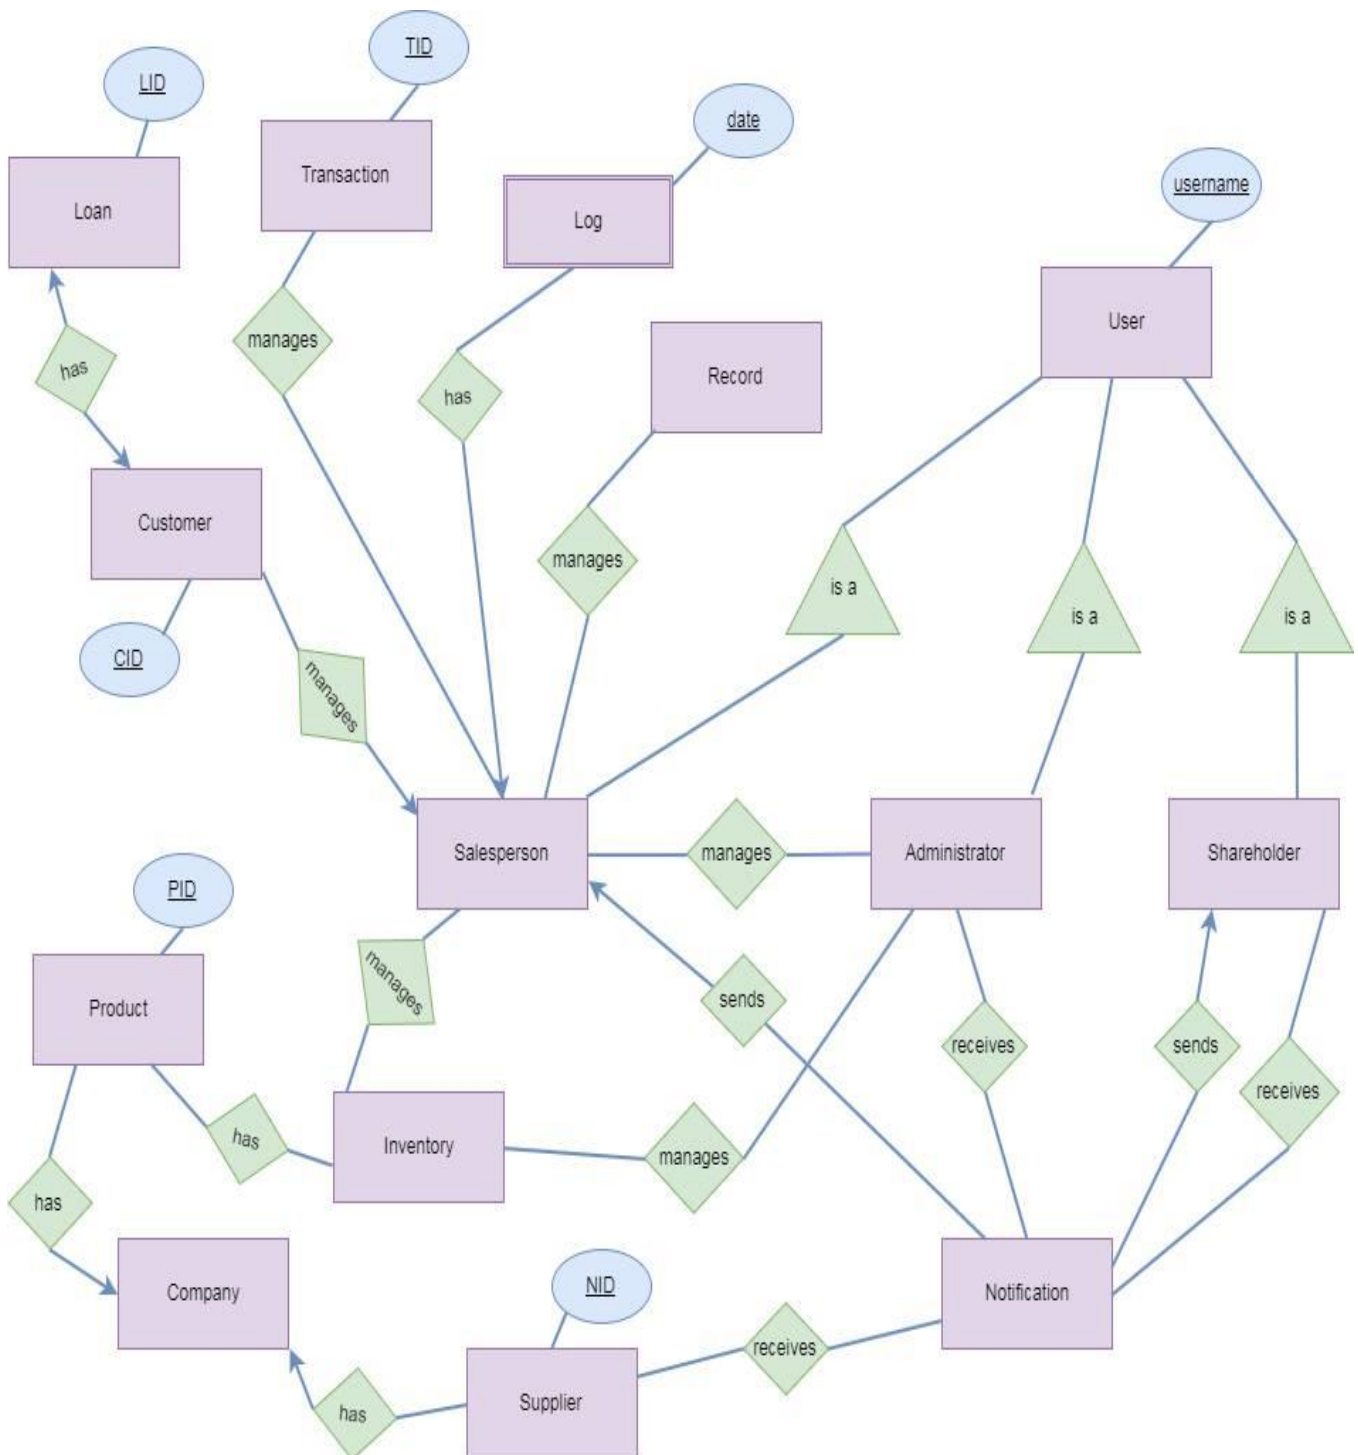 TID
LID
date
Transaction
username
Loan
Log
User
manages
has
has
Record
Customer
manages
is a
is a
is a
CID
manages
Salesperson
manages
Administrator
Shareholder
PID
manages
sends
Product
receives
sends
receives
has
Inventory
manages
has
Company
NID
Notification
receives
Supplier
has